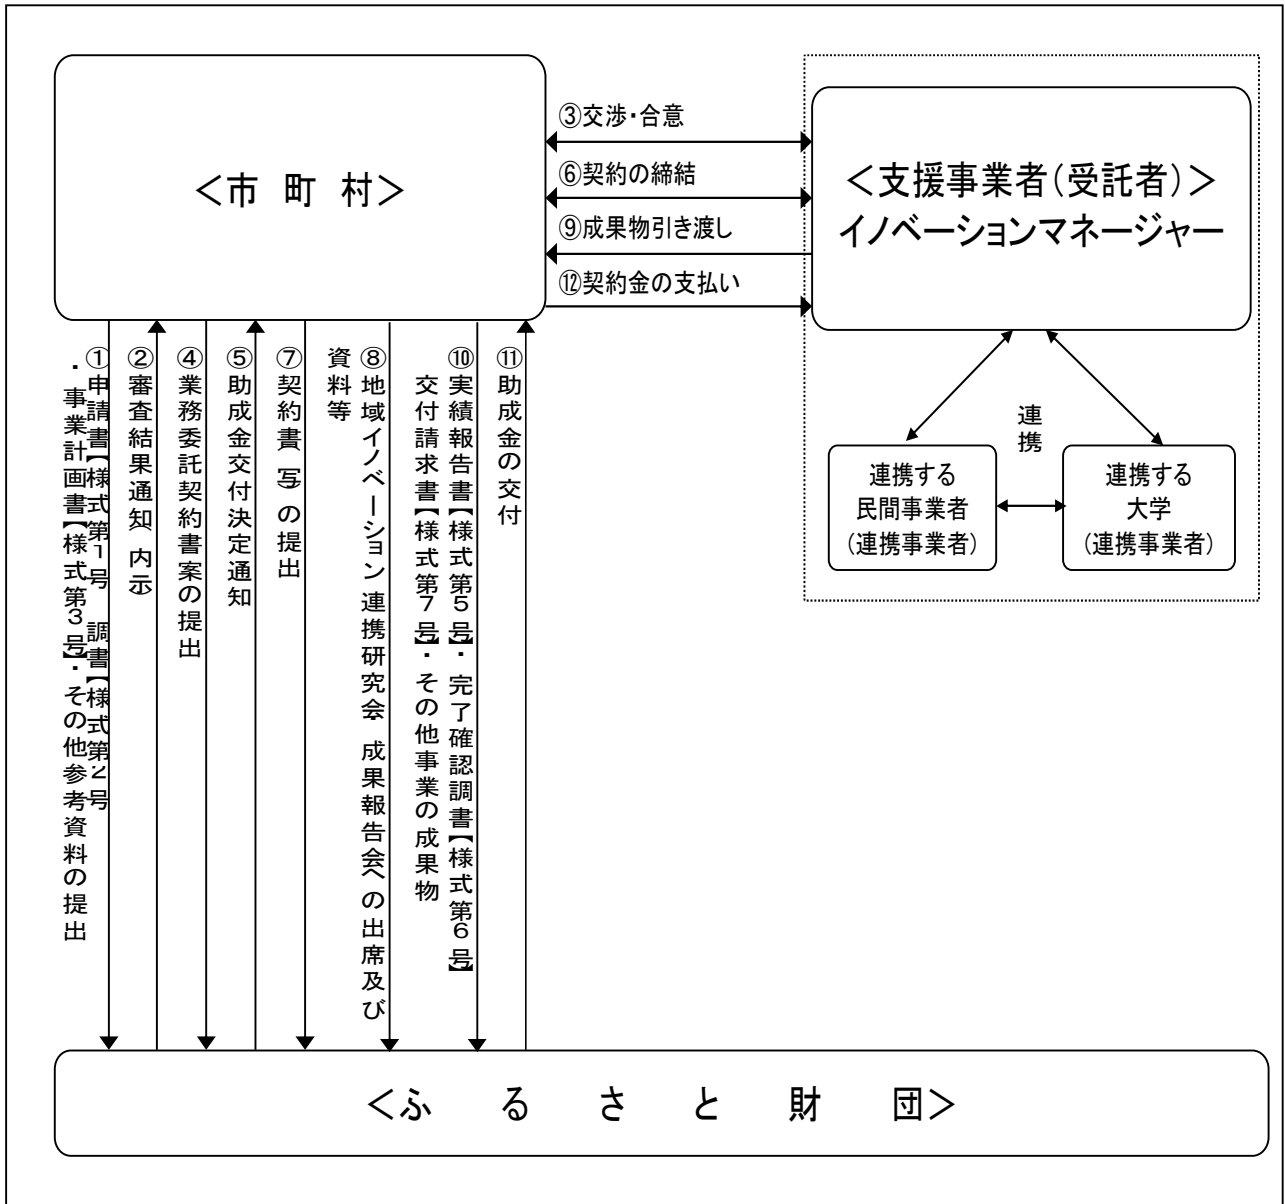 <市 町 村>
③交渉・合意
⑥契約の締結
⑨成果物引き渡し
⑫契約金の支払い
<支援事業者(受託者)>
イノベーションマネージャー
連携
連携する
民間事業者
(連携事業者)
連携する
大学
(連携事業者)
①申請書【様式第1号 調書【様式第2号
・事業計画書【様式第3号】・その他参考資料の提出
②審査結果通知、内示
④業務委託契約書案の提出
⑤助成金交付決定通知
⑦契約書(写)の提出
⑧地域イノベーション連携研究会・成果報告会への出席及び
資料等
⑩実績報告書【様式第5号】・完了確認調書【様式第6号】
交付請求書【様式第7号】・その他事業の成果物
⑪助成金の交付
<ふ る さ と 財 団>